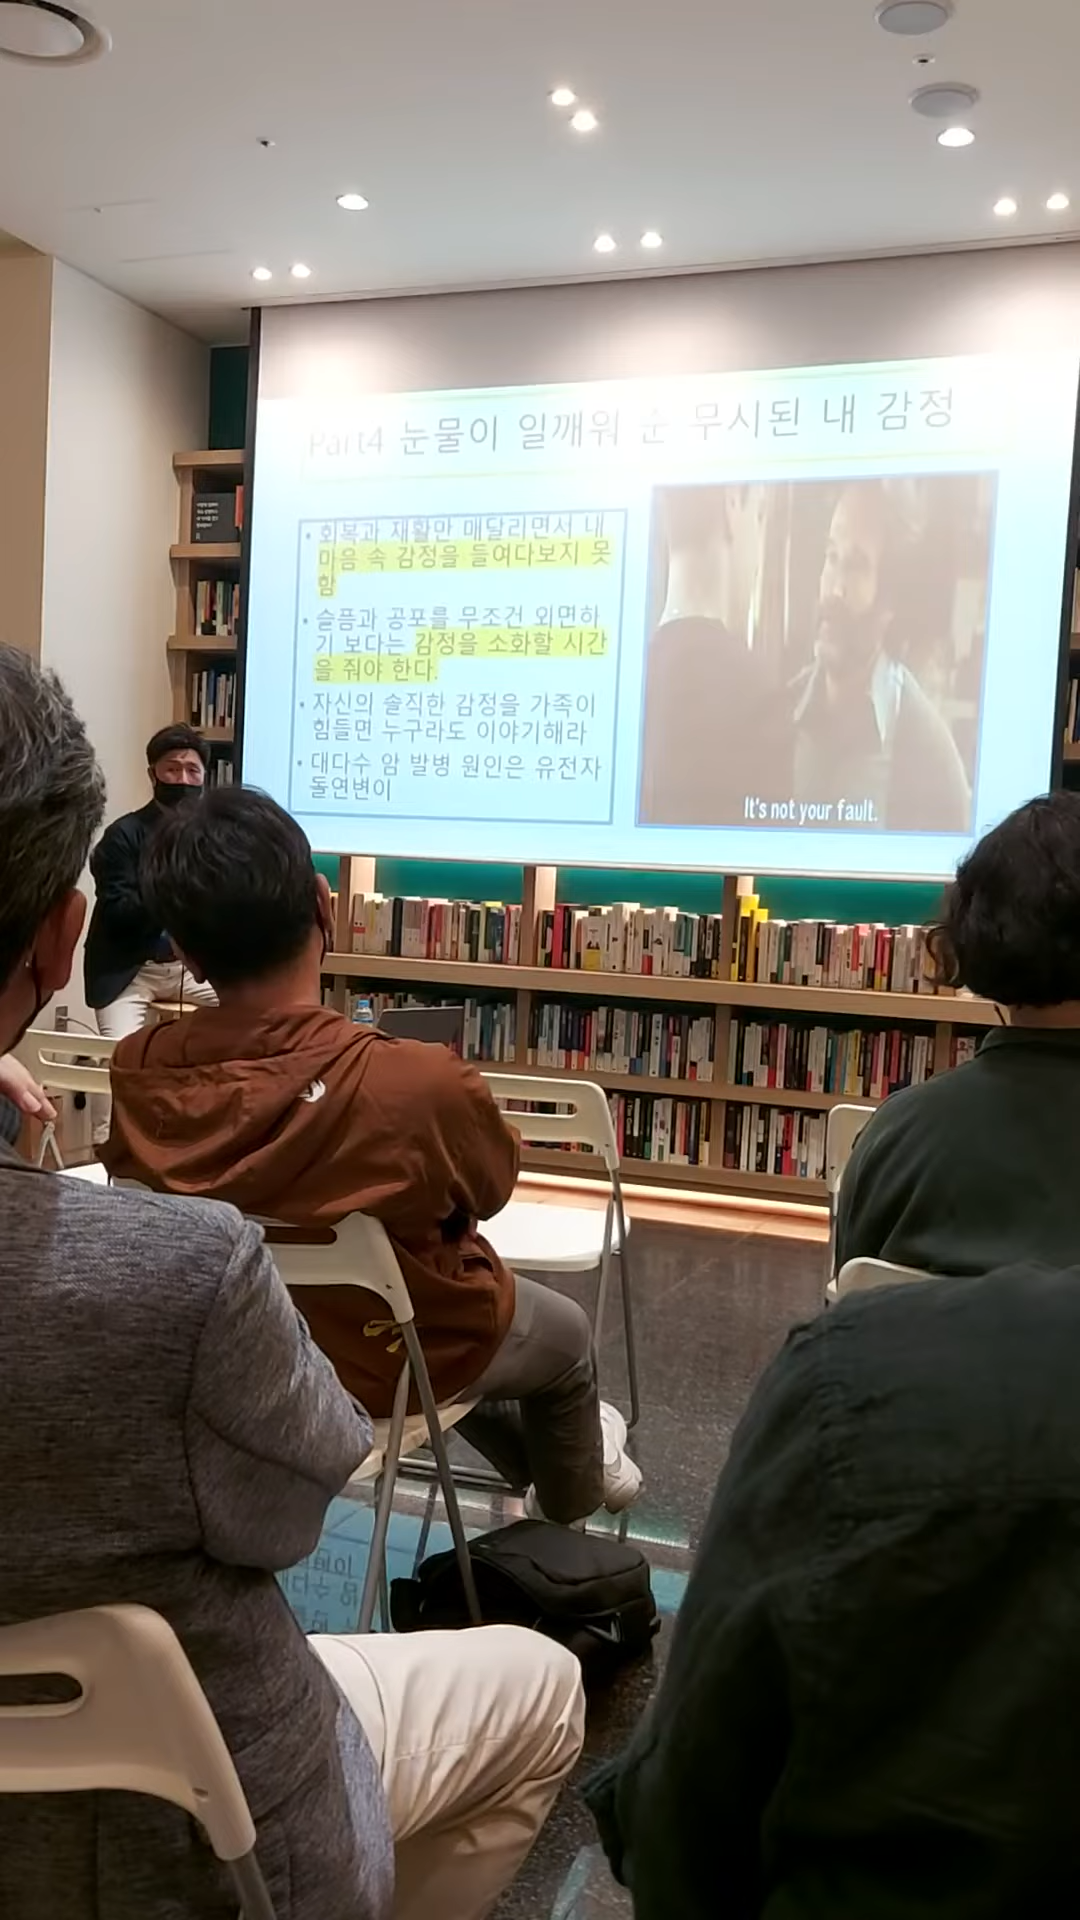 Part4 눈물이 일깨워 준 무시된 내 감정
• 회복과 재활만 매달리면서 내
마음 속 감정을 들여다보지 못
함
• 슬픔과 공포를 무조건 외면하
기 보다는 감정을 소화할 시간
을 줘야 한다.
• 자신의 솔직한 감정을 가족이
힘들면 누구라도 이야기해라
• 대다수 암 발병 원인은 유전자
돌연변이
It's not your fault.